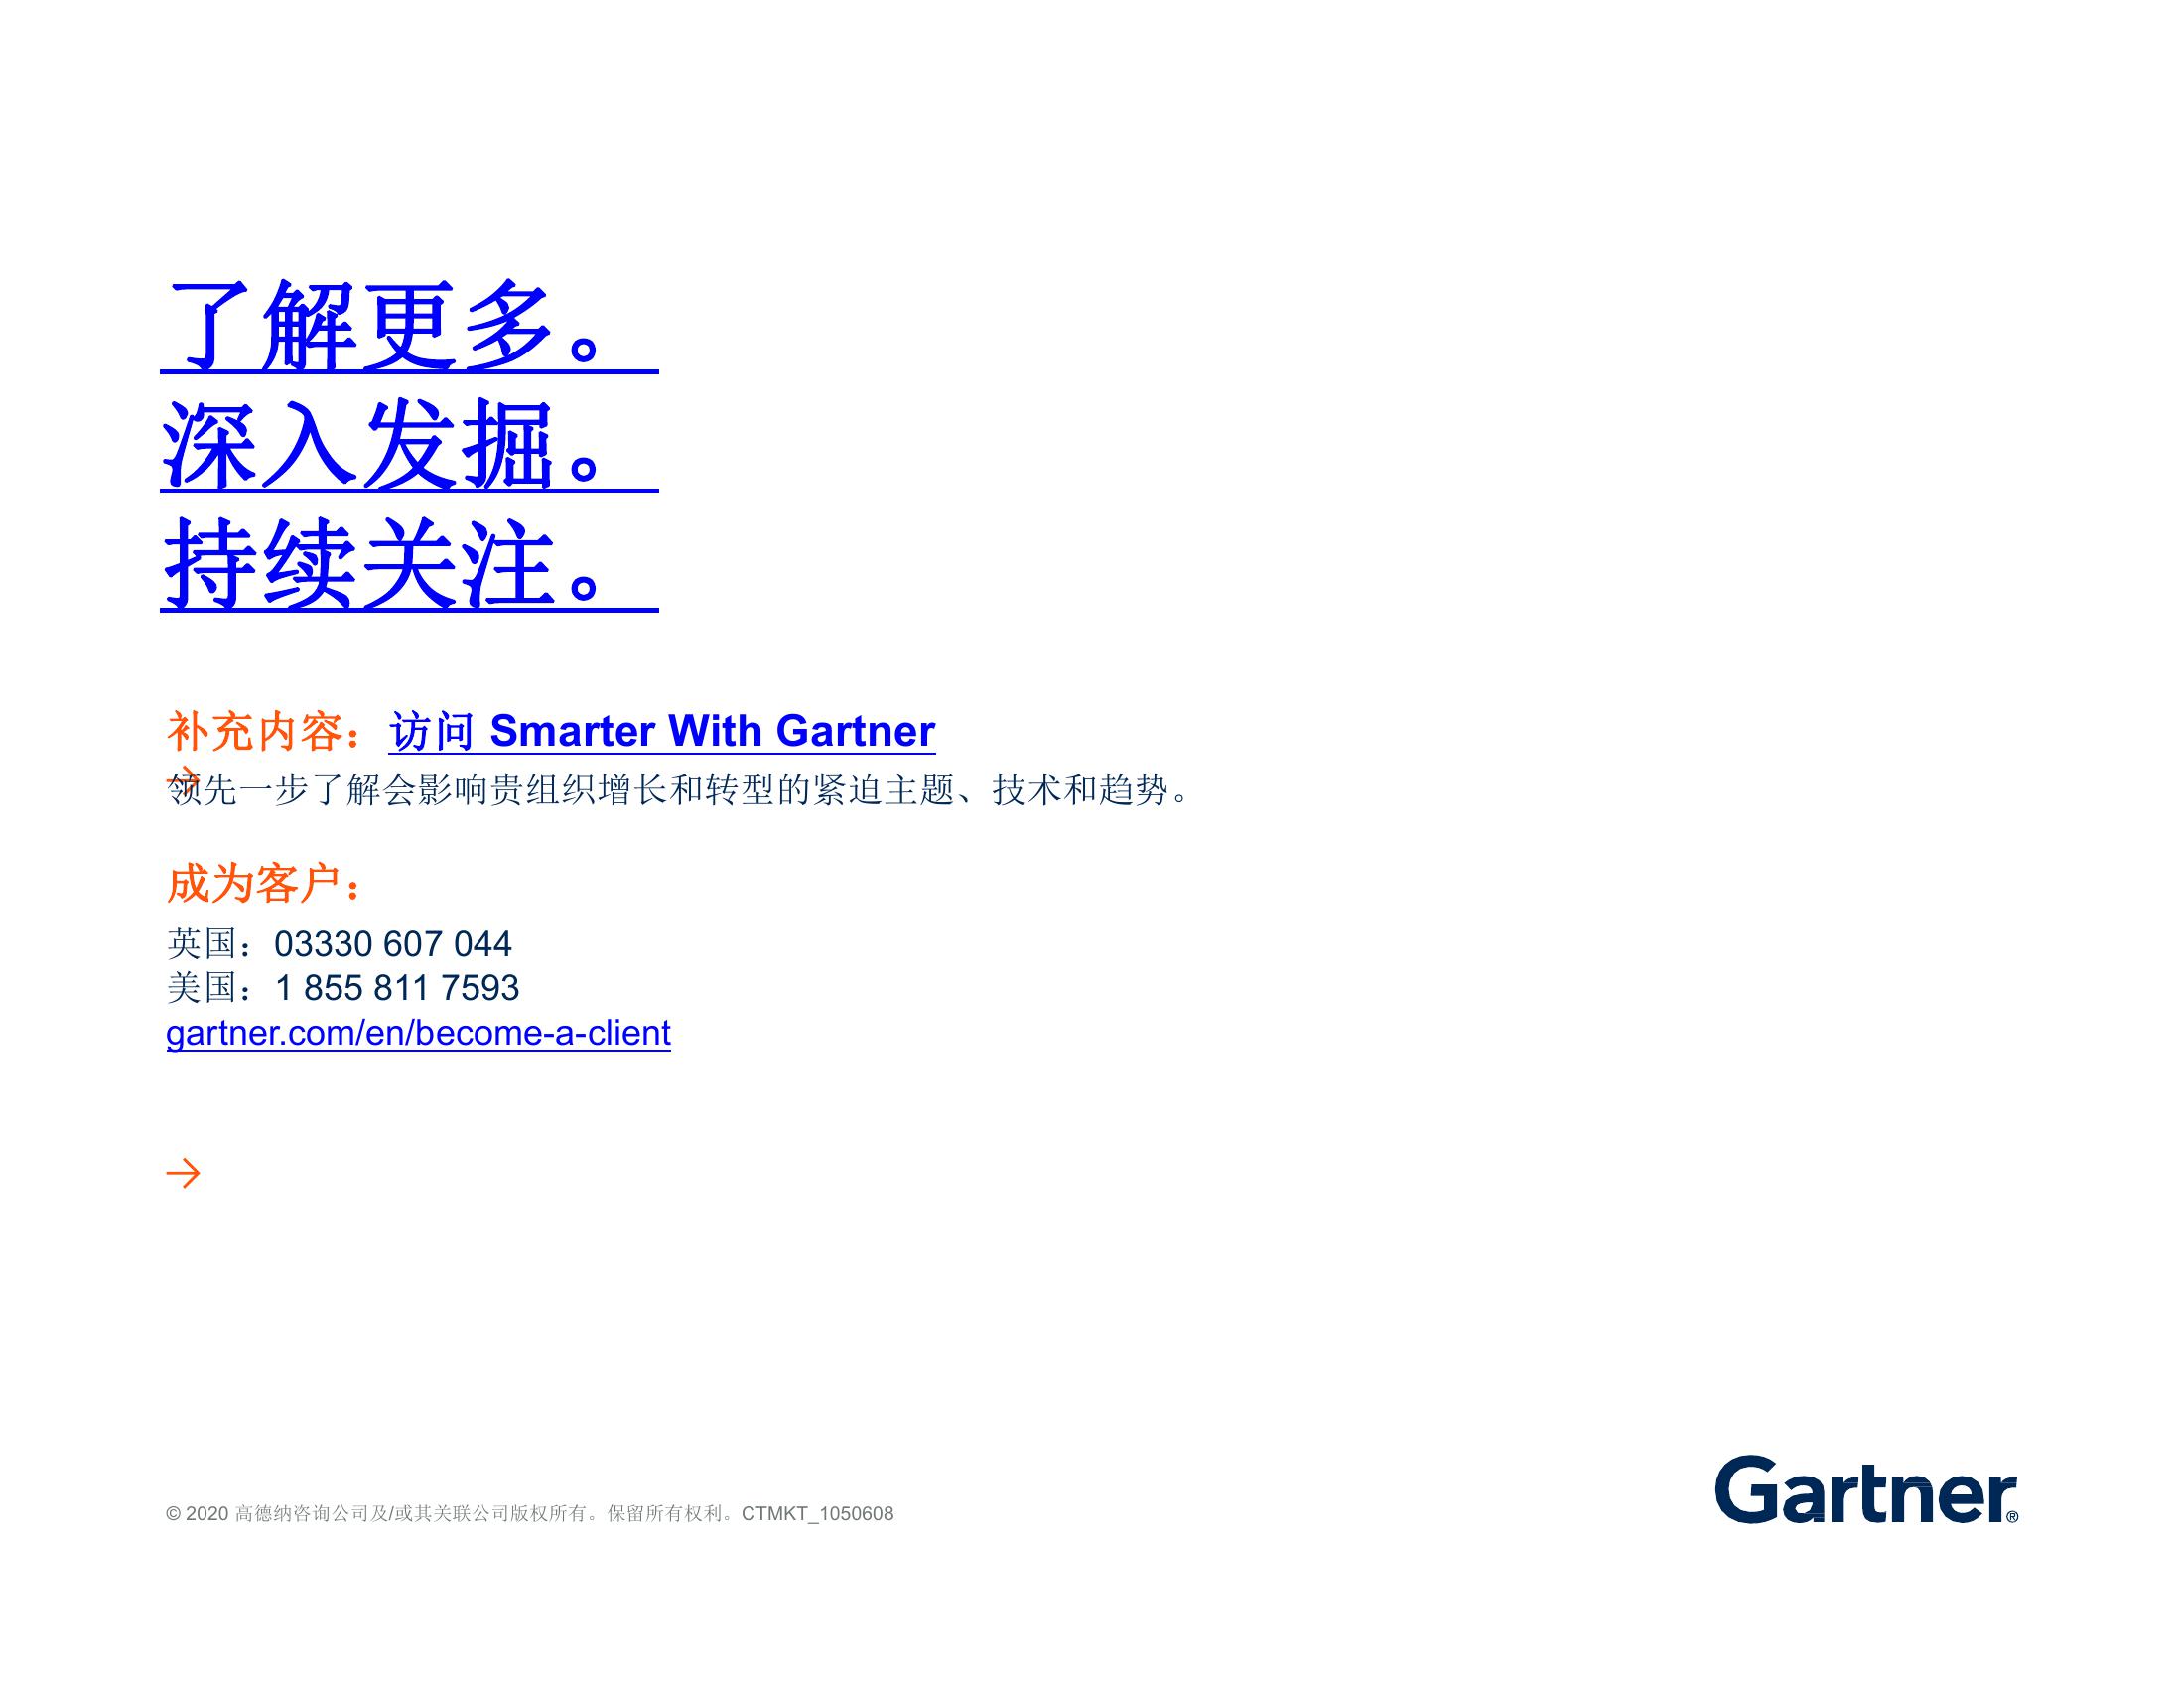 了解更多。
深入发掘。
持续关注。
补充内容：访问 Smarter With Gartner
领先一步了解会影响贵组织增长和转型的紧迫主题、技术和趋势。
成为客户：
英国：03330 607 044
美国：1 855 811 7593
gartner.com/en/become-a-client
© 2020 高德纳咨询公司及/或其关联公司版权所有。保留所有权利。CTMKT_1050608
Gartner®